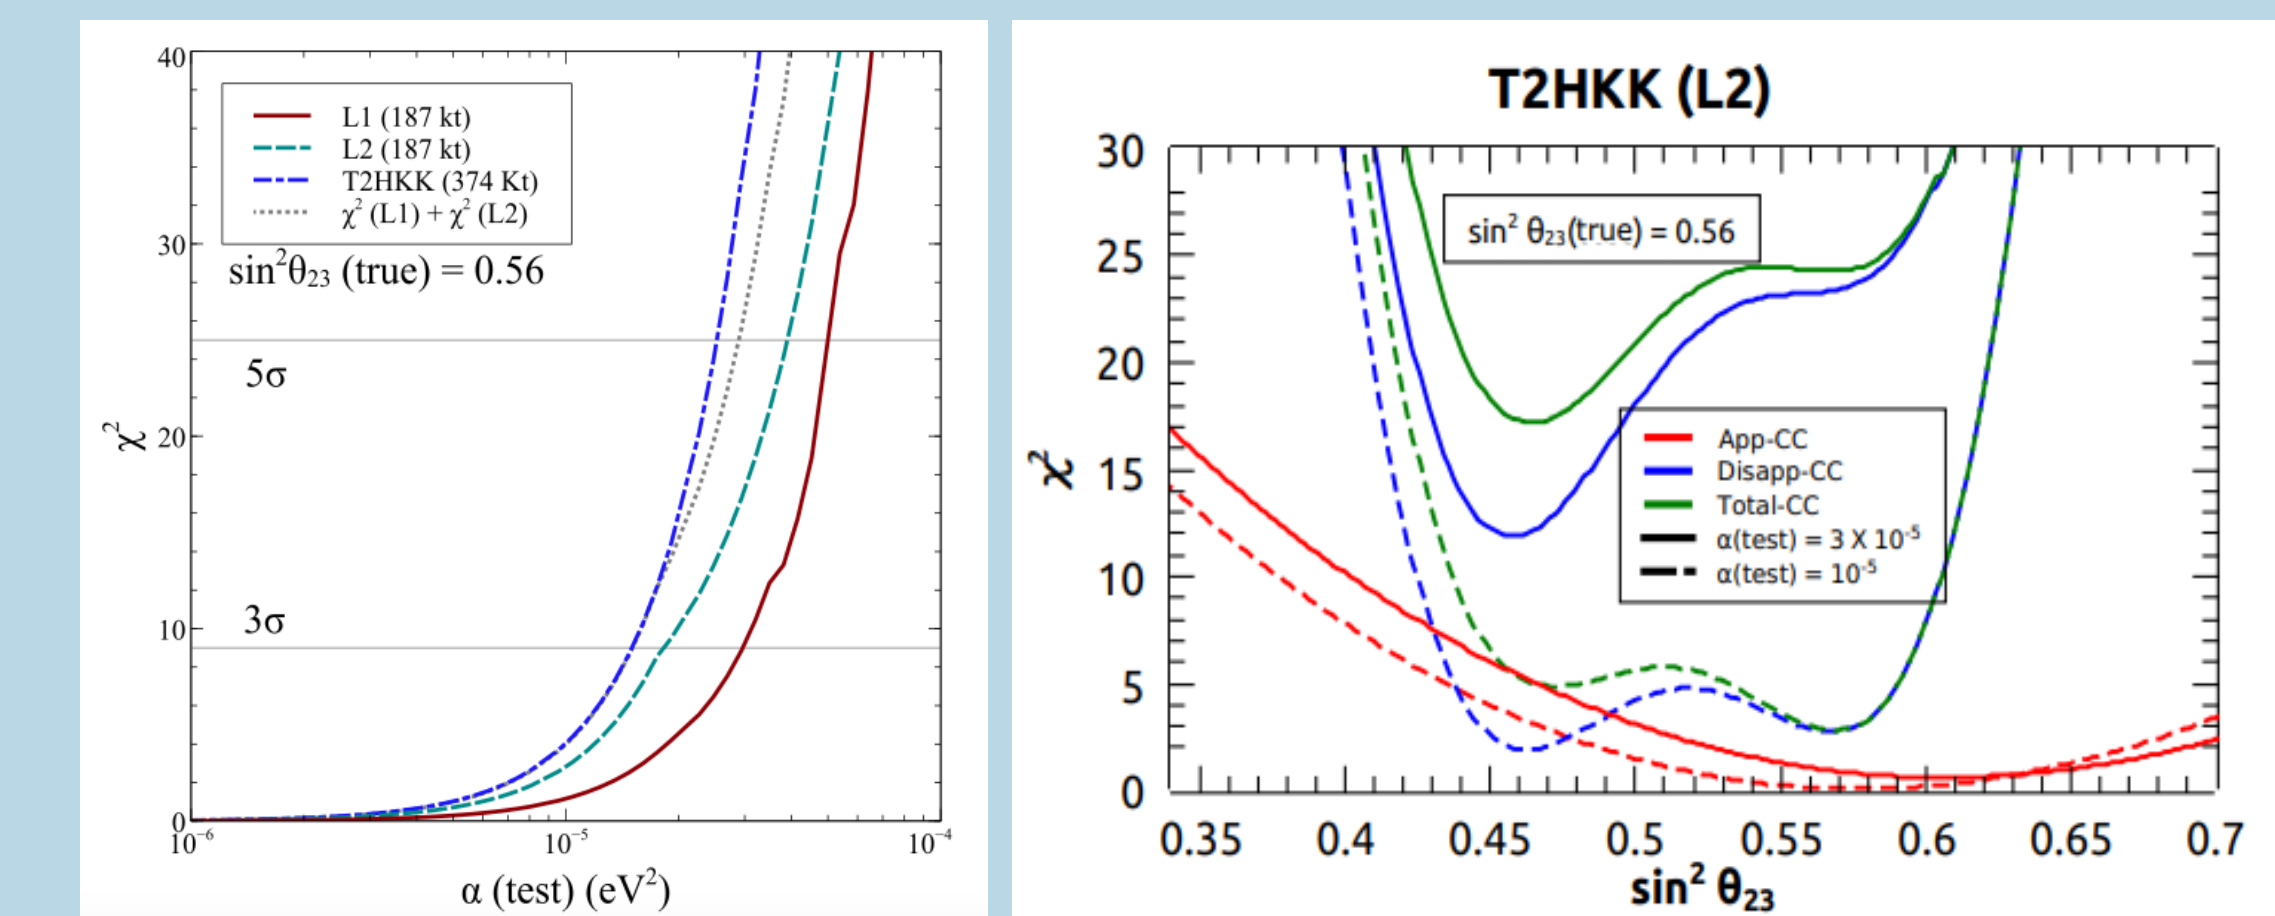 40
30
20
10
0
χ²
L1 (187 kt)
L2 (187 kt)
T2HKK (374 Kt)
χ² (L1) + χ² (L2)
sin²θ₂₃ (true) = 0.56
5σ
3σ
10⁻⁶ 10⁻⁵ 10⁻⁴
α (test) (eV²)
T2HKK (L2)
30
25
20
15
10
5
0
χ²
sin² θ₂₃(true) = 0.56
App-CC
Disapp-CC
Total-CC
α(test) = 3 X 10⁻⁵
α(test) = 10⁻⁵
0.35 0.4 0.45 0.5 0.55 0.6 0.65 0.7
sin² θ₂₃